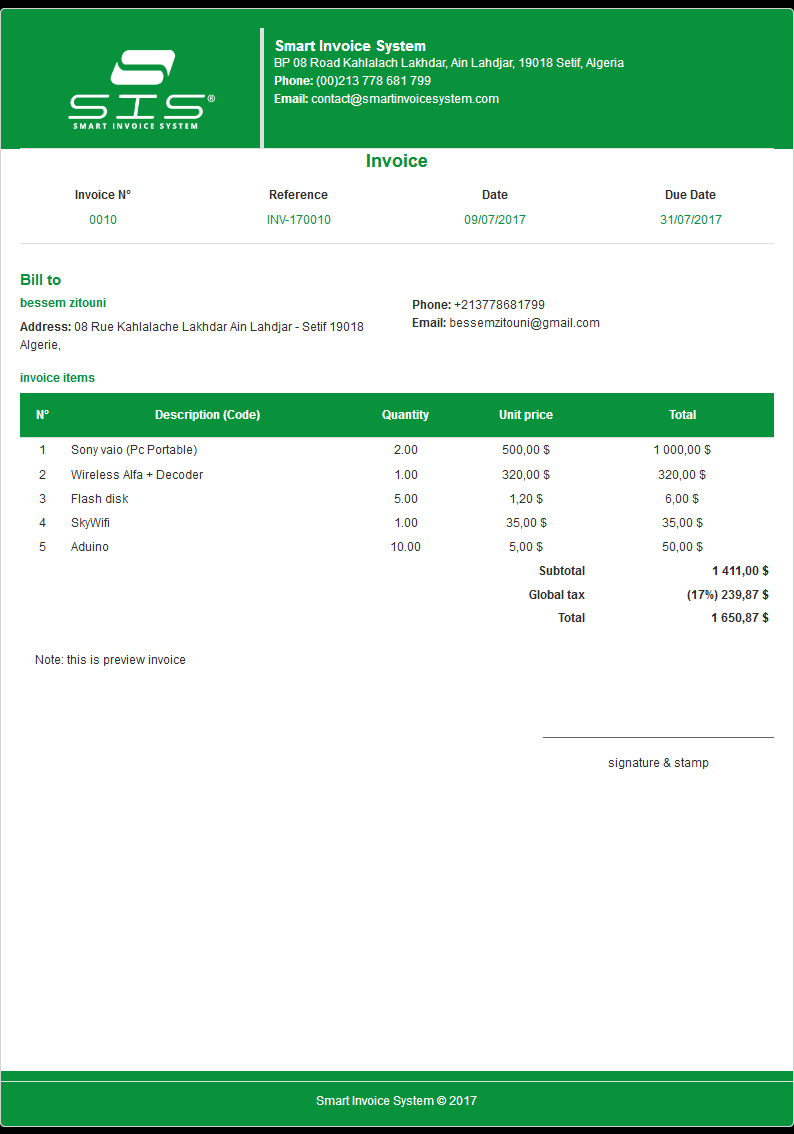 SIS®
SMART INVOICE SYSTEM
Smart Invoice System
BP 08 Road Kahlalach Lakhdar, Ain Lahdjar, 19018 Setif, Algeria
Phone: (00)213 778 681 799
Email: contact@smartinvoicesystem.com
Invoice
Invoice N° Reference Date Due Date
0010 INV-170010 09/07/2017 31/07/2017
Bill to
bessem zitouni
Address: 08 Rue Kahlalache Lakhdar Ain Lahdjar - Setif 19018
Algerie,
Phone: +213778681799
Email: bessemzitouni@gmail.com
invoice items
N° Description (Code) Quantity Unit price Total
1 Sony vaio (Pc Portable) 2.00 500,00 $ 1 000,00 $
2 Wireless Alfa + Decoder 1.00 320,00 $ 320,00 $
3 Flash disk 5.00 1,20 $ 6,00 $
4 SkyWifi 1.00 35,00 $ 35,00 $
5 Aduino 10.00 5,00 $ 50,00 $
Subtotal 1 411,00 $
Global tax (17%) 239,87 $
Total 1 650,87 $
Note: this is preview invoice
signature & stamp
Smart Invoice System © 2017